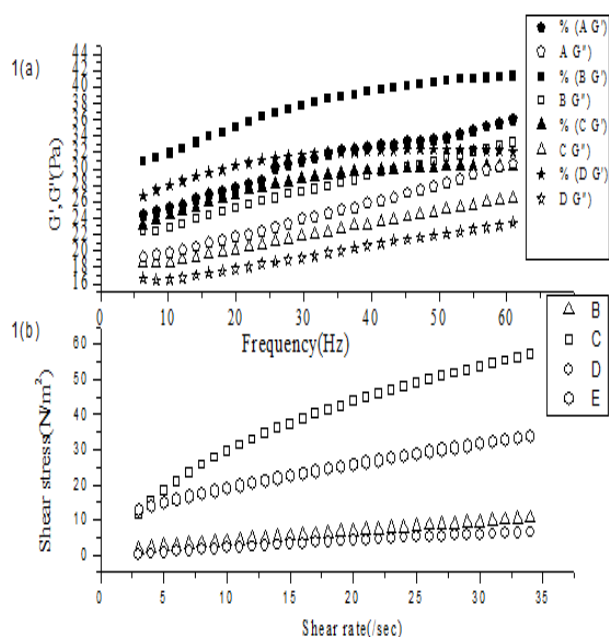 1(a)
44
42
40
38
36
34
32
30
28
26
24
22
20
18
16
G',G"(Pa)
0
10
20
30
40
50
60
Frequency(Hz)
% (A G')
A G")
% (B G')
B G")
% (C G')
C G")
% (D G')
D G")
1(b)
60
50
40
30
20
10
0
Shear stress(N/m²)
0
5
10
15
20
25
30
35
Shear rate(/sec)
B
C
D
E